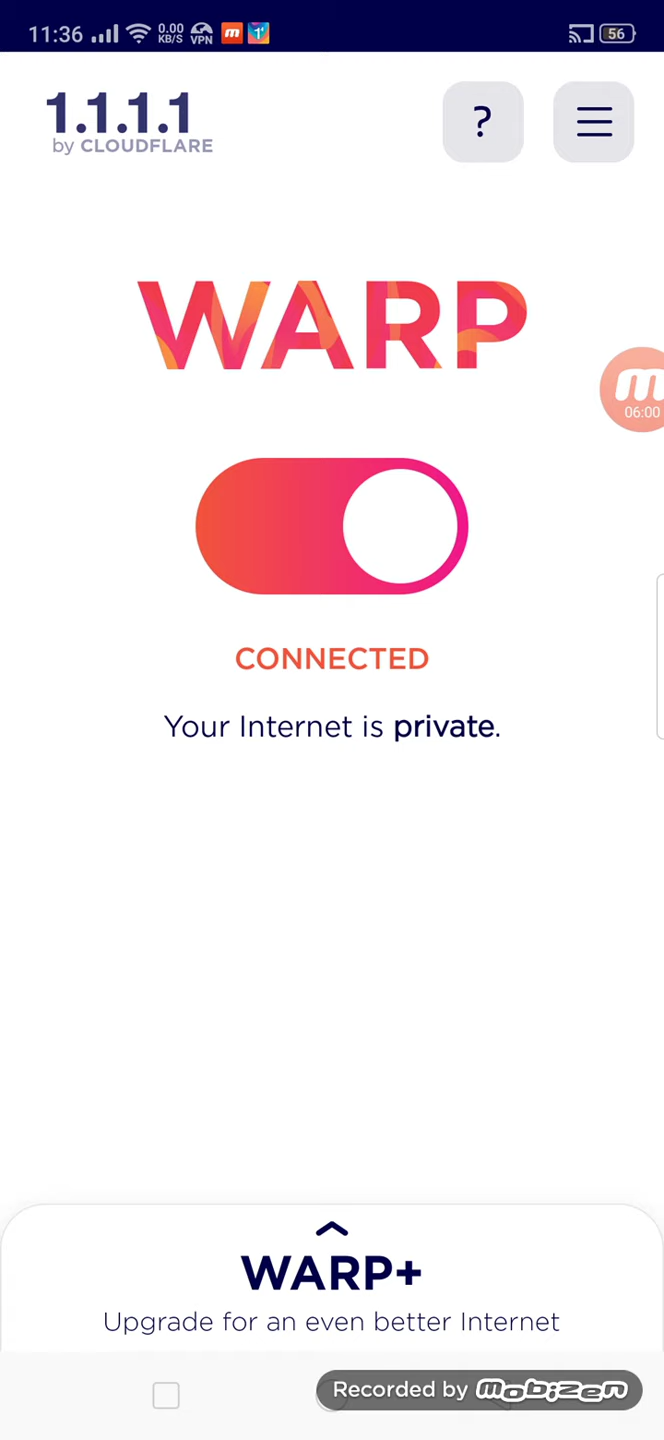 11:36 0.00 KB/S VPN m 1 56
1.1.1.1
by CLOUDFLARE
?
WARP
m
06:00
CONNECTED
Your Internet is private.
WARP+
Upgrade for an even better Internet
Recorded by mobizen